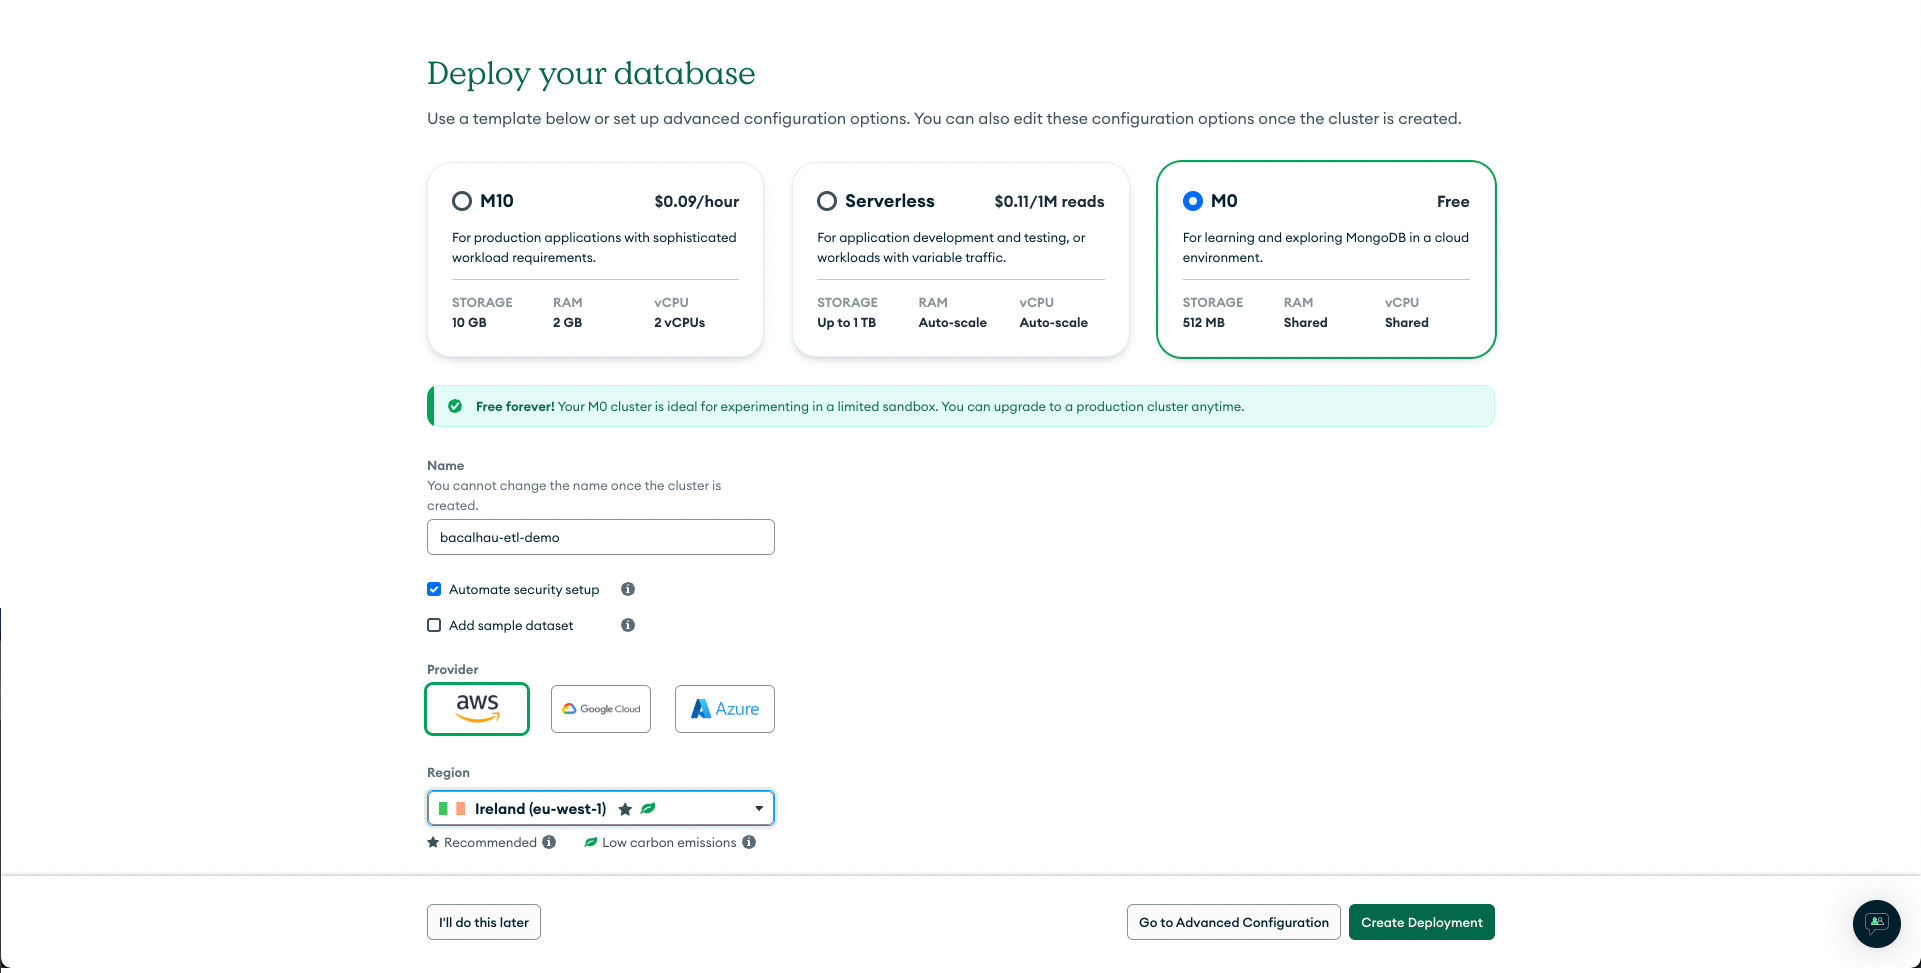 Deploy your database
Use a template below or set up advanced configuration options. You can also edit these configuration options once the cluster is created.
M10 $0.09/hour
For production applications with sophisticated
workload requirements.
STORAGE RAM vCPU
10 GB 2 GB 2 vCPUs
Serverless $0.11/1M reads
For application development and testing, or
workloads with variable traffic.
STORAGE RAM vCPU
Up to 1 TB Auto-scale Auto-scale
M0 Free
For learning and exploring MongoDB in a cloud
environment.
STORAGE RAM vCPU
512 MB Shared Shared
Free forever! Your M0 cluster is ideal for experimenting in a limited sandbox. You can upgrade to a production cluster anytime.
Name
You cannot change the name once the cluster is
created.
bacalhau-etl-demo
Automate security setup
Add sample dataset
Provider
aws Google Cloud Azure
Region
Ireland (eu-west-1)
Recommended Low carbon emissions
I'll do this later Go to Advanced Configuration Create Deployment